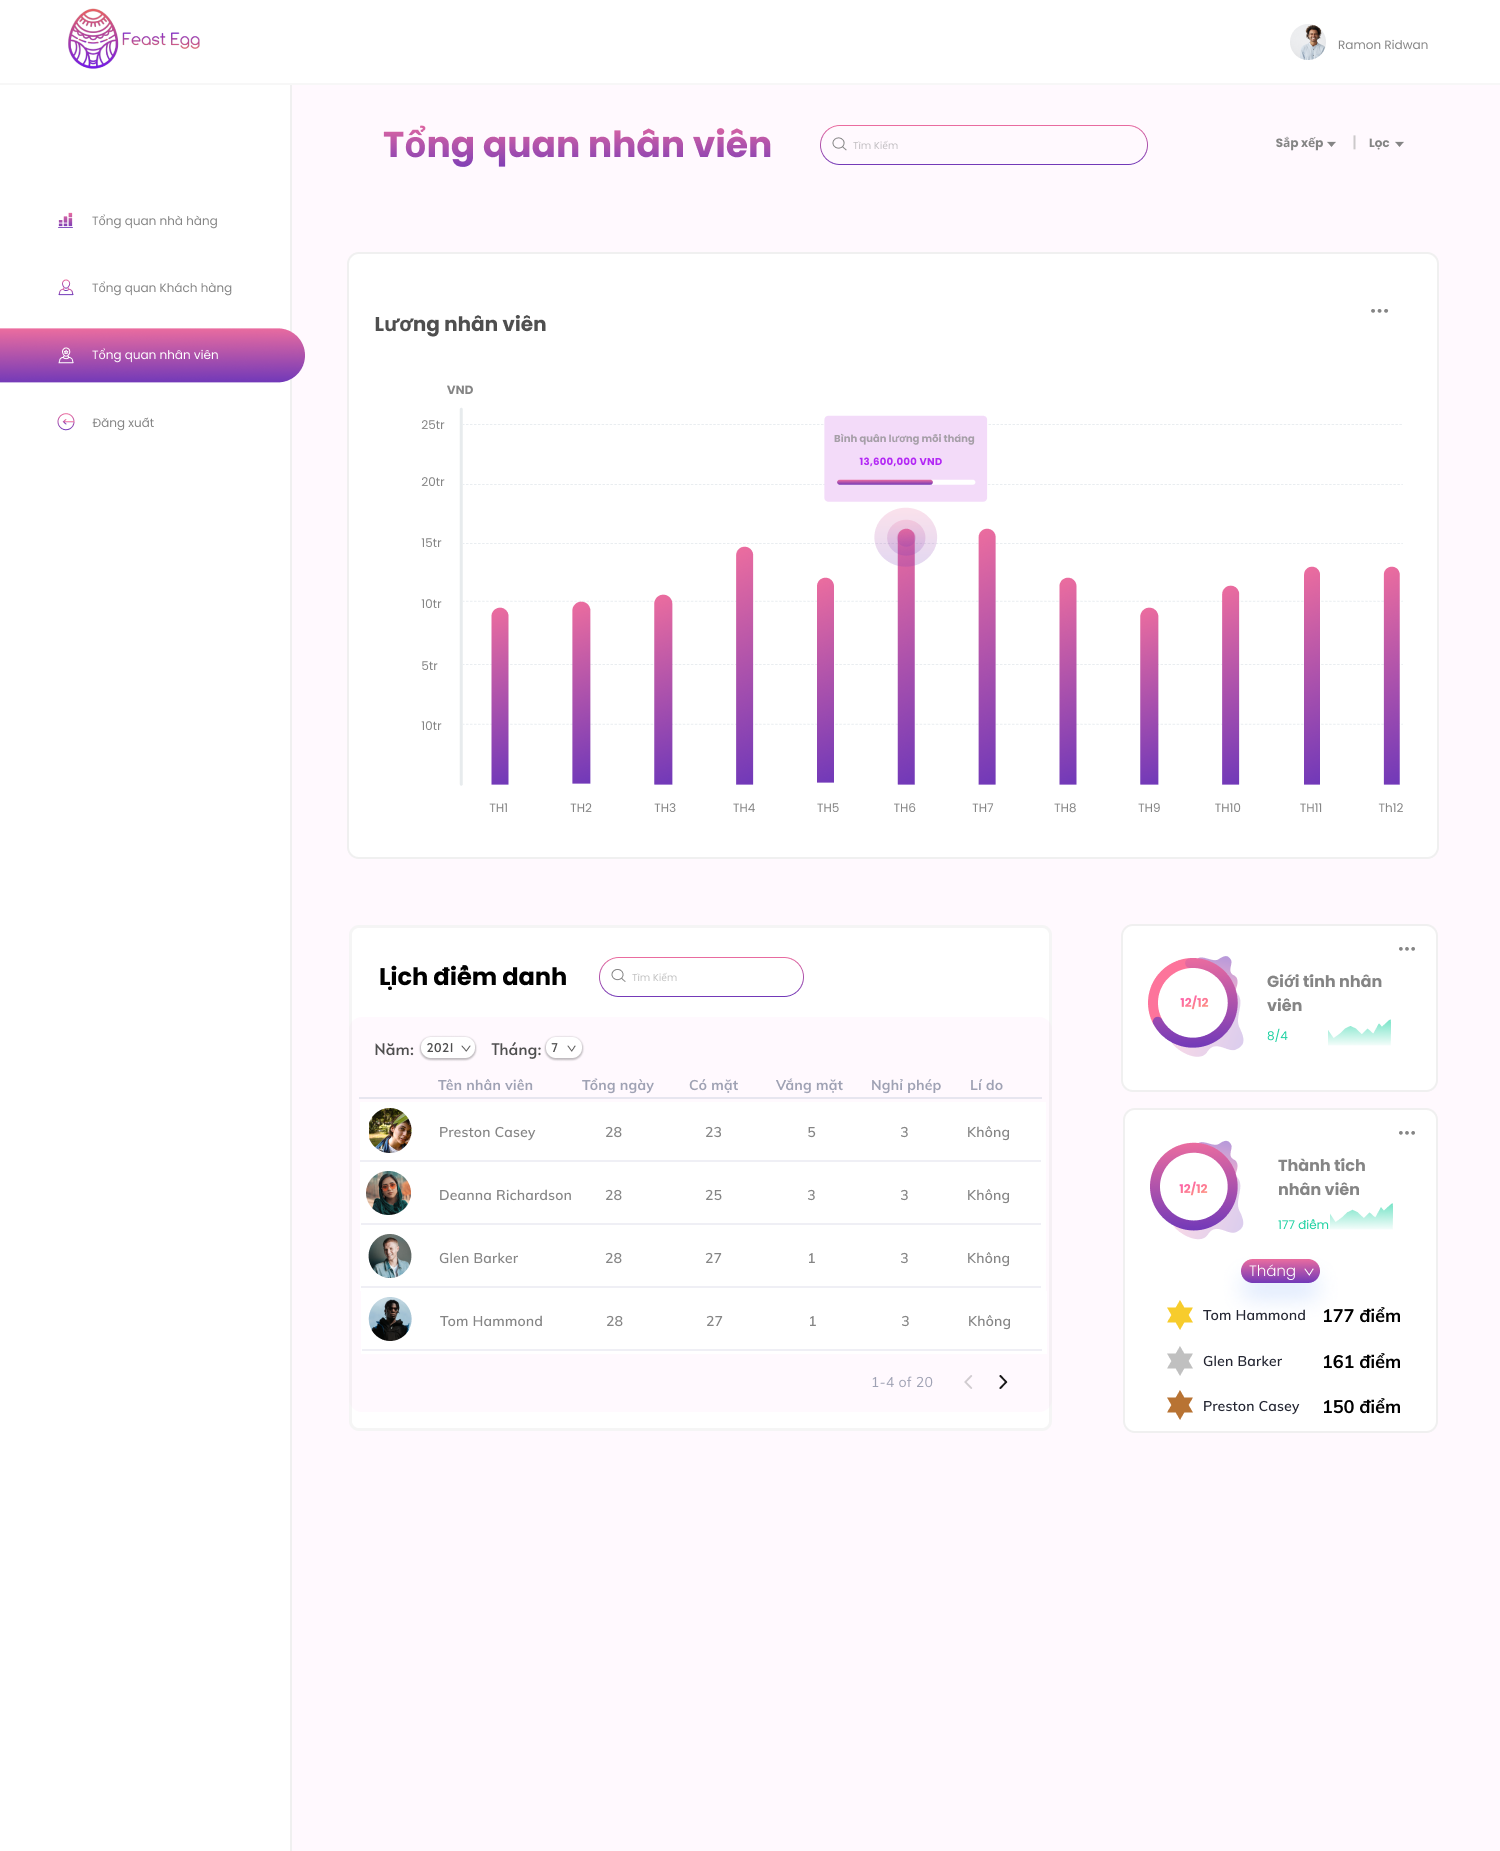 Feast Egg
Ramon Ridwan
Tổng quan nhân viên
Tìm Kiếm
Sắp xếp
|
Lọc
Tổng quan nhà hàng
Tổng quan Khách hàng
Tổng quan nhân viên
Đăng xuất
Lương nhân viên
VND
25tr
20tr
15tr
10tr
5tr
10tr
Bình quân lương mỗi tháng
13,600,000 VND
TH1 TH2 TH3 TH4 TH5 TH6 TH7 TH8 TH9 TH10 TH11 Th12
Lịch điểm danh
Tìm Kiếm
Năm: 2021 Tháng: 7
Tên nhân viên Tổng ngày Có mặt Vắng mặt Nghỉ phép Lí do
Preston Casey 28 23 5 3 Không
Deanna Richardson 28 25 3 3 Không
Glen Barker 28 27 1 3 Không
Tom Hammond 28 27 1 3 Không
1-4 of 20
12/12
Giới tính nhân
viên
8/4
12/12
Thành tích
nhân viên
177 điểm
Tháng
Tom Hammond 177 điểm
Glen Barker 161 điểm
Preston Casey 150 điểm